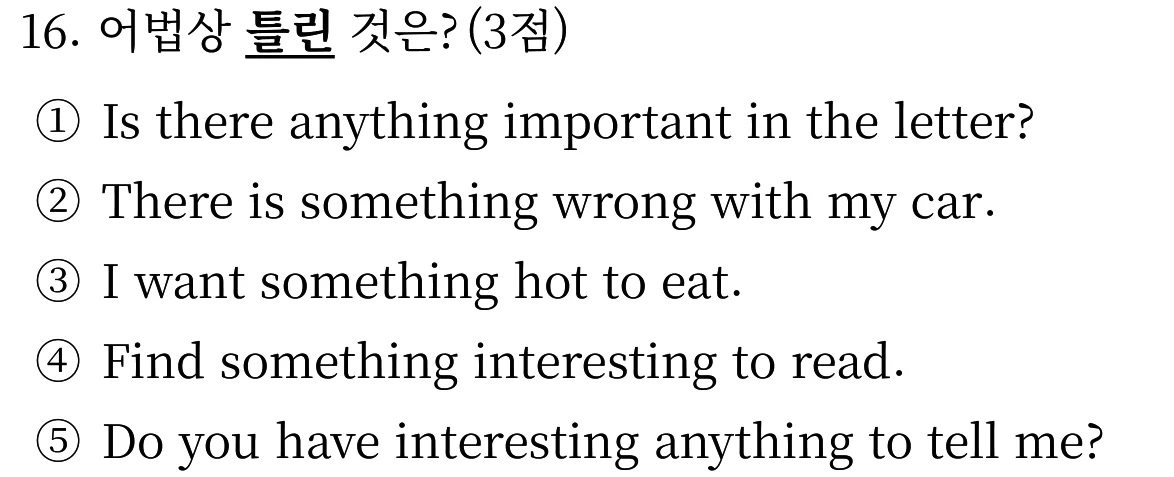 16. 어법상 틀린 것은? (3점)
① Is there anything important in the letter?
② There is something wrong with my car.
③ I want something hot to eat.
④ Find something interesting to read.
⑤ Do you have interesting anything to tell me?